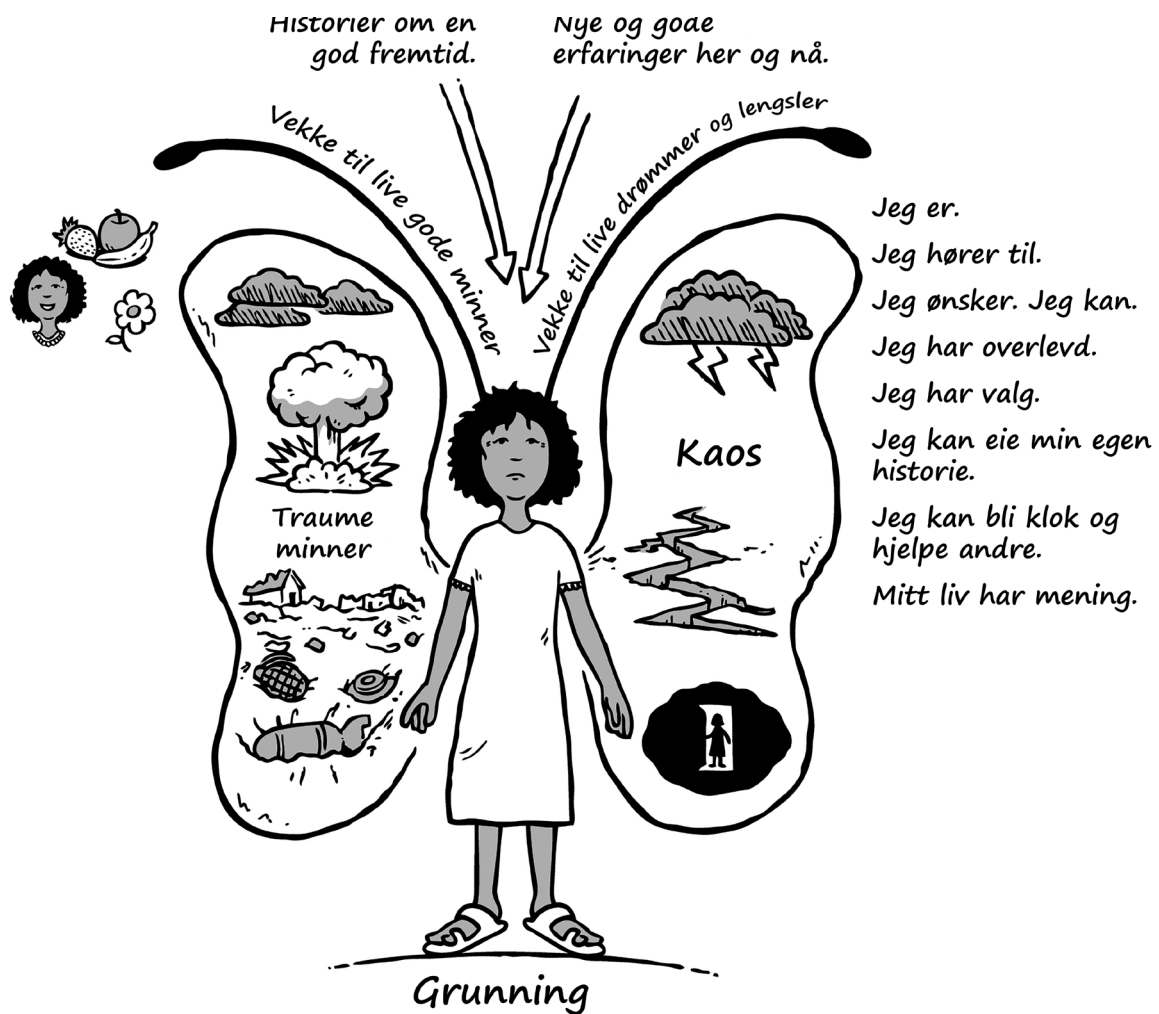 Historier om en
god fremtid.
Nye og gode
erfaringer her og nå.
Vekke til live gode minner
Vekke til live drømmer og lengsler
Jeg er.
Jeg hører til.
Jeg ønsker. Jeg kan.
Jeg har overlevd.
Jeg har valg.
Jeg kan eie min egen
historie.
Jeg kan bli klok og
hjelpe andre.
Mitt liv har mening.
Kaos
Traume
minner
Grunning